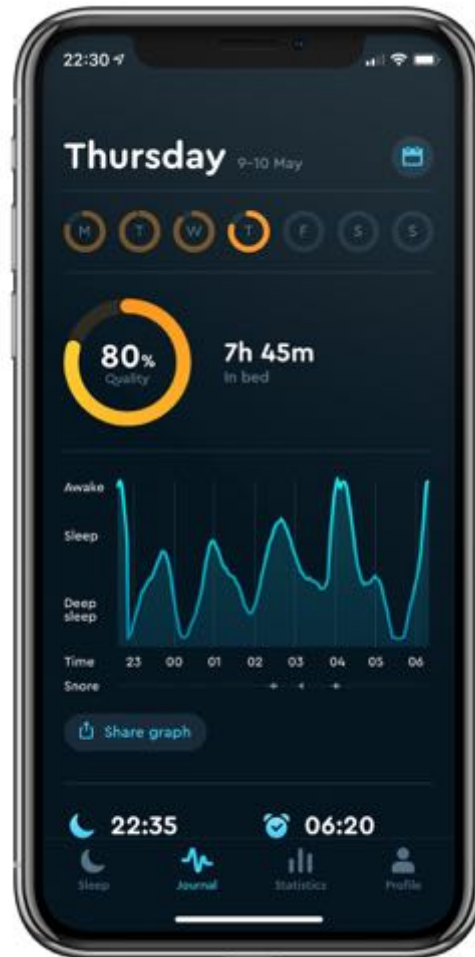 22:30
Thursday 9-10 May
M T W T F S S
80%
Quality
7h 45m
In bed
Awake
Sleep
Deep
sleep
Time 23 00 01 02 03 04 05 06
Snore
Share graph
22:35 06:20
Sleep Journal Statistics Profile